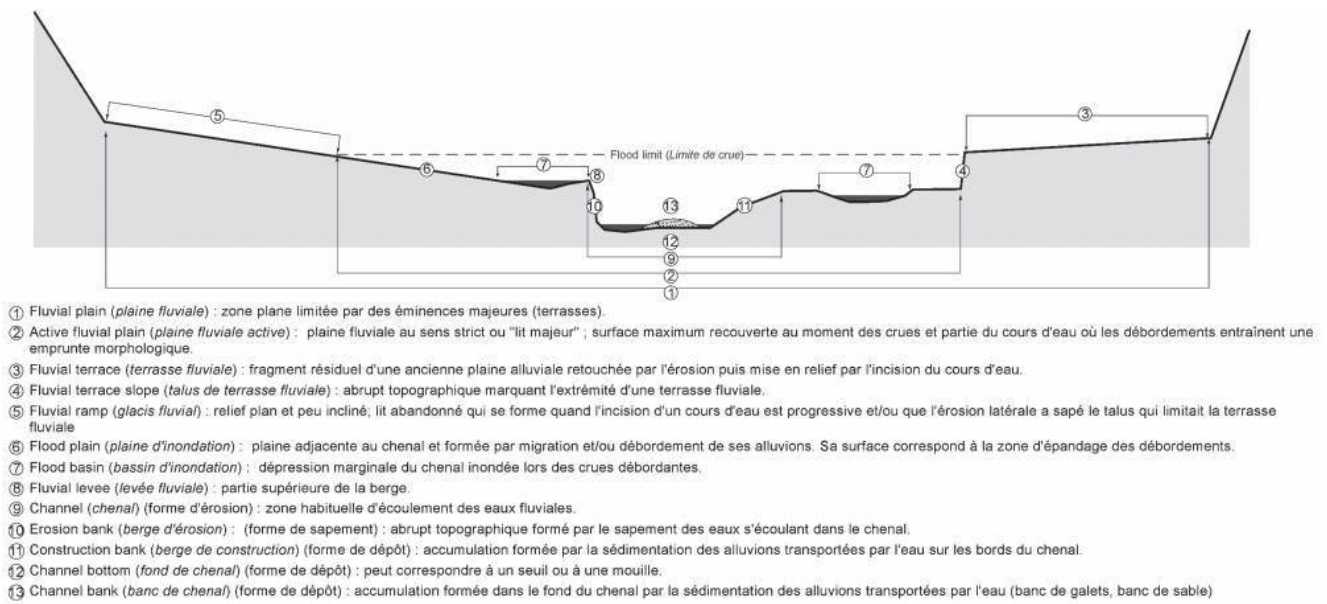 ⑤
③
Flood limit (Limite de crue)
⑥
⑦
⑧
⑦
④
⑩
⑬
⑪
⑫
⑨
②
①
① Fluvial plain (plaine fluviale) : zone plane limitée par des éminences majeures (terrasses).
② Active fluvial plain (plaine fluviale active) : plaine fluviale au sens strict ou "lit majeur" ; surface maximum recouverte au moment des crues et partie du cours d'eau où les débordements entraînent une
emprunte morphologique.
③ Fluvial terrace (terrasse fluviale) : fragment résiduel d'une ancienne plaine alluviale retouchée par l'érosion puis mise en relief par l'incision du cours d'eau.
④ Fluvial terrace slope (talus de terrasse fluviale) : abrupt topographique marquant l'extrèmité d'une terrasse fluviale.
⑤ Fluvial ramp (glacis fluvial) : relief plan et peu incliné; lit abandonné qui se forme quand l'incision d'un cours d'eau est progressive et/ou que l'érosion latérale a sapé le talus qui limitait la terrasse
fluviale
⑥ Flood plain (plaine d'inondation) : plaine adjacente au chenal et formée par migration et/ou débordement de ses alluvions. Sa surface correspond à la zone d'épandage des débordements.
⑦ Flood basin (bassin d'inondation) : dépression marginale du chenal inondée lors des crues débordantes.
⑧ Fluvial levee (levée fluviale) : partie supérieure de la berge.
⑨ Channel (chenal) (forme d'érosion) : zone habituelle d'écoulement des eaux fluviales.
⑩ Erosion bank (berge d'érosion) : (forme de sapement) : abrupt topographique formé par le sapement des eaux s'écoulant dans le chenal.
⑪ Construction bank (berge de construction) (forme de dépôt) : accumulation formée par la sédimentation des alluvions transportées par l'eau sur les bords du chenal.
⑫ Channel bottom (fond de chenal) (forme de dépôt) : peut correspondre à un seuil ou à une mouille.
⑬ Channel bank (banc de chenal) (forme de dépôt) : accumulation formée dans le fond du chenal par la sédimentation des alluvions transportées par l'eau (banc de galets, banc de sable)